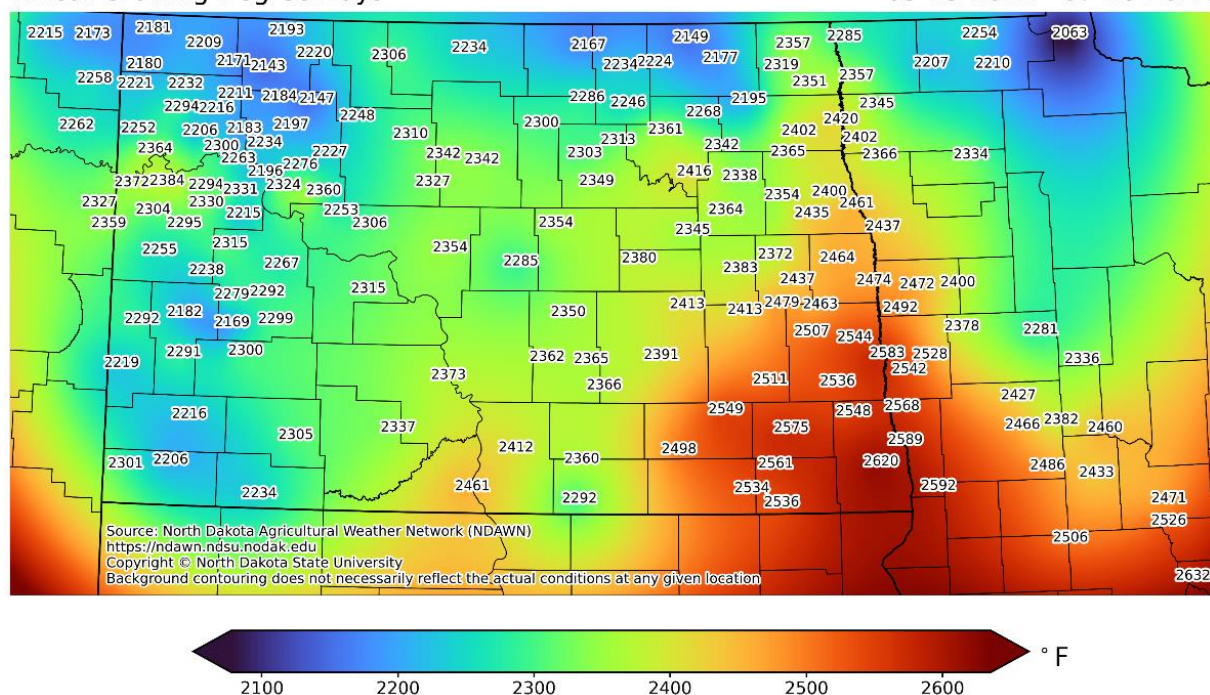 2215 2173 2181 2193 2149 2285 2254 2063
2209 2234 2167 2357
2180 2171 2143 2220 2306 2234 2224 2177 2319 2207 2210
2258 2221 2232 2351 2357
2211 2184 2147 2286 2246 2195 2345
2294 2216 2248 2268
2262 2252 2206 2183 2197 2300 2361 2420
2310 2402 2402
2364 2300 2234 2227 2313 2342 2365
2263 2276 2342 2342 2303 2366 2334
2196 2416
2372 2384 2294 2324 2327 2349 2338
2331 2360 2354 2400
2327 2304 2330 2253 2364 2461
2359 2295 2215 2306 2354 2435
2345 2437
2255 2315 2354 2372
2238 2267 2285 2380 2383 2464
2279 2292 2315 2437 2474 2472 2400
2292 2182 2169 2299 2350 2413 2413 2479 2463 2492
2507 2544 2378 2281
2219 2291 2300 2362 2365 2391 2583 2528 2336
2373 2366 2511 2536 2542
2427
2216 2549 2548 2568
2305 2337 2575 2466 2382 2460
2412 2498 2589
2301 2206 2360 2561 2620 2486
2433
2234 2461 2292 2534 2592
2536 2471
2526
Source: North Dakota Agricultural Weather Network (NDAWN)
https://ndawn.ndsu.nodak.edu
2506
Copyright © North Dakota State University
Background contouring does not necessarily reflect the actual conditions at any given location
2632
° F
2100 2200 2300 2400 2500 2600